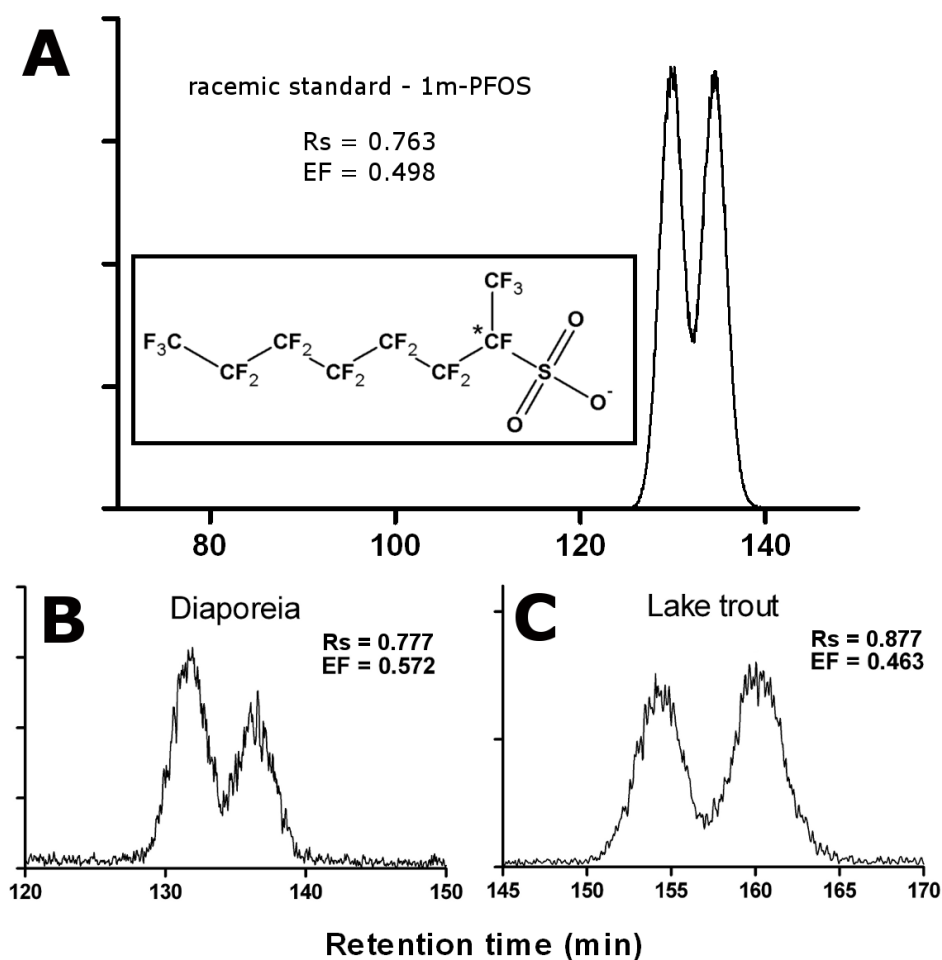 A
racemic standard - 1m-PFOS
Rs = 0.763
EF = 0.498
CF3
O
F3C
CF2
CF2
*CF
CF2
CF2
CF2
S
O-
O
80 100 120 140
B
Diaporeia
Rs = 0.777
EF = 0.572
120 130 140 150
C
Lake trout
Rs = 0.877
EF = 0.463
145 150 155 160 165 170
Retention time (min)